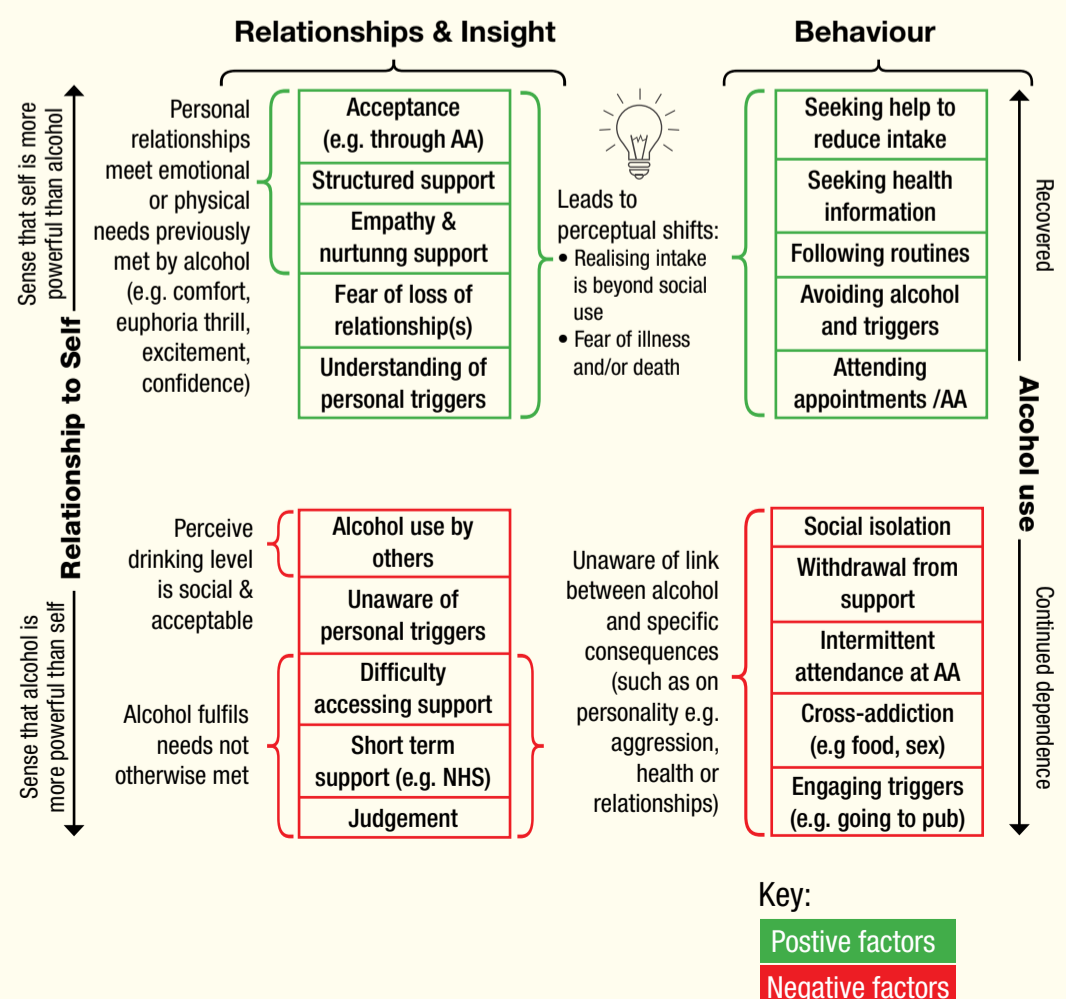 Relationships & Insight
Behaviour
Sense that self is more
powerful than alcohol
Relationship to Self
Sense that alcohol is
more powerful than self
Personal
relationships
meet emotional
or physical
needs previously
met by alcohol
(e.g. comfort,
euphoria thrill,
excitement,
confidence)
Acceptance
(e.g. through AA)
Structured support
Empathy &
nurtunng support
Fear of loss of
relationship(s)
Understanding of
personal triggers
Leads to
perceptual shifts:
• Realising intake
is beyond social
use
• Fear of illness
and/or death
Seeking help to
reduce intake
Seeking health
information
Following routines
Avoiding alcohol
and triggers
Attending
appointments /AA
Recovered
Alcohol use
Continued dependence
Perceive
drinking level
is social &
acceptable
Alcohol fulfils
needs not
otherwise met
Alcohol use by
others
Unaware of
personal triggers
Difficulty
accessing support
Short term
support (e.g. NHS)
Judgement
Unaware of link
between alcohol
and specific
consequences
(such as on
personality e.g.
aggression,
health or
relationships)
Social isolation
Withdrawal from
support
Intermittent
attendance at AA
Cross-addiction
(e.g food, sex)
Engaging triggers
(e.g. going to pub)
Key:
Postive factors
Negative factors